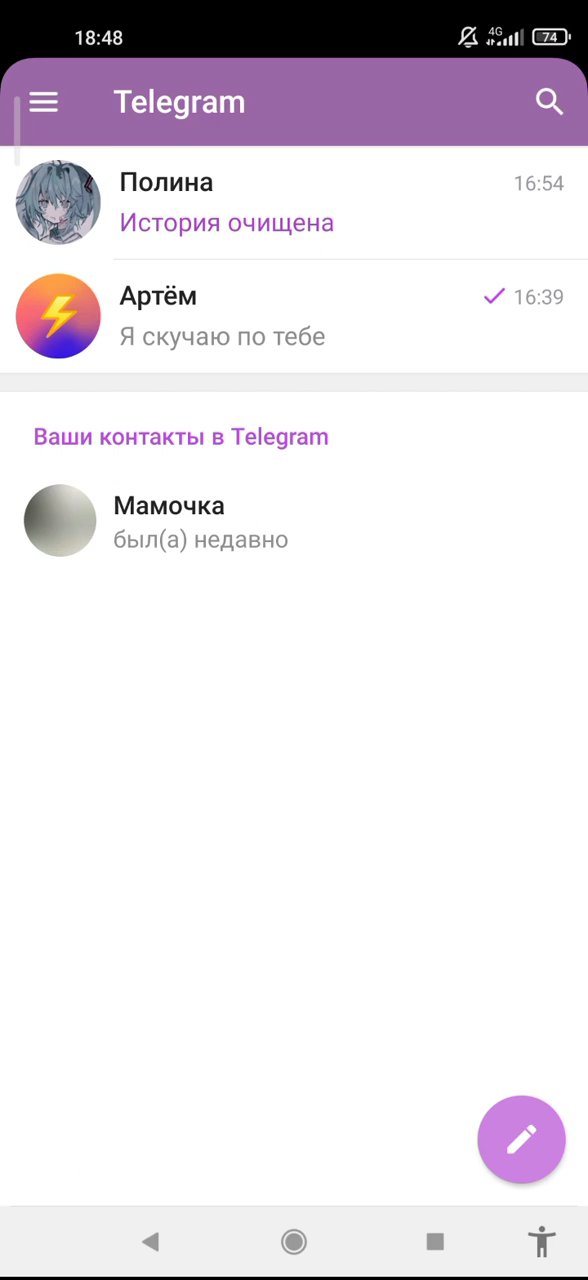 18:48
4G
74
Telegram
Полина
16:54
История очищена
Артём
16:39
Я скучаю по тебе
Ваши контакты в Telegram
Мамочка
был(а) недавно